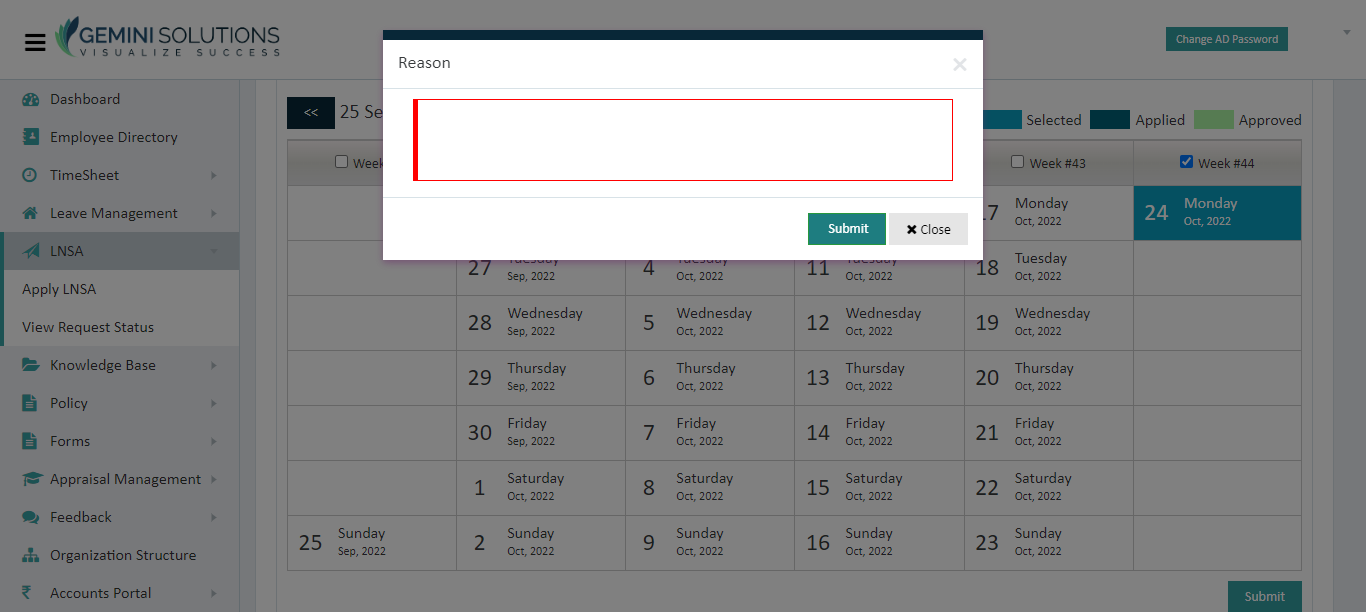 GEMINI SOLUTIONS
VISUALIZE SUCCESS
Change AD Password
Dashboard
Employee Directory
TimeSheet
Leave Management
LNSA
Apply LNSA
View Request Status
Knowledge Base
Policy
Forms
Appraisal Management
Feedback
Organization Structure
Accounts Portal
Reason
×
Submit
Close
<< 25 Se
Selected Applied Approved
Week
Week #43
Week #44
7 Monday
Oct, 2022
24 Monday
Oct, 2022
27 Tuesday
Sep, 2022
4 Tuesday
Oct, 2022
11 Tuesday
Oct, 2022
18 Tuesday
Oct, 2022
28 Wednesday
Sep, 2022
5 Wednesday
Oct, 2022
12 Wednesday
Oct, 2022
19 Wednesday
Oct, 2022
29 Thursday
Sep, 2022
6 Thursday
Oct, 2022
13 Thursday
Oct, 2022
20 Thursday
Oct, 2022
30 Friday
Sep, 2022
7 Friday
Oct, 2022
14 Friday
Oct, 2022
21 Friday
Oct, 2022
1 Saturday
Oct, 2022
8 Saturday
Oct, 2022
15 Saturday
Oct, 2022
22 Saturday
Oct, 2022
25 Sunday
Sep, 2022
2 Sunday
Oct, 2022
9 Sunday
Oct, 2022
16 Sunday
Oct, 2022
23 Sunday
Oct, 2022
Submit